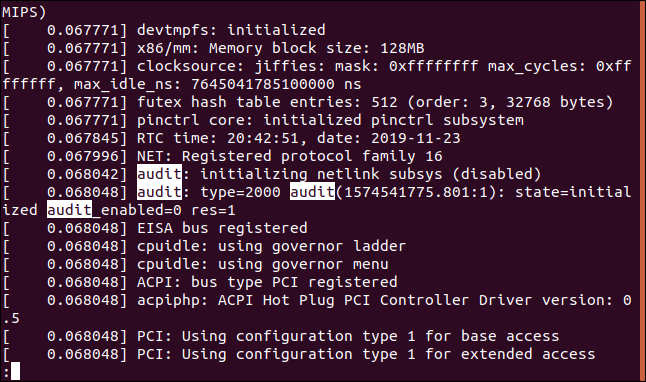 MIPS)
[    0.067771] devtmpfs: initialized
[    0.067771] x86/mm: Memory block size: 128MB
[    0.067771] clocksource: jiffies: mask: 0xffffffff max_cycles: 0xff
ffffff, max_idle_ns: 7645041785100000 ns
[    0.067771] futex hash table entries: 512 (order: 3, 32768 bytes)
[    0.067771] pinctrl core: initialized pinctrl subsystem
[    0.067845] RTC time: 20:42:51, date: 2019-11-23
[    0.067996] NET: Registered protocol family 16
[    0.068042] audit: initializing netlink subsys (disabled)
[    0.068048] audit: type=2000 audit(1574541775.801:1): state=initial
ized audit_enabled=0 res=1
[    0.068048] EISA bus registered
[    0.068048] cpuidle: using governor ladder
[    0.068048] cpuidle: using governor menu
[    0.068048] ACPI: bus type PCI registered
[    0.068048] acpiphp: ACPI Hot Plug PCI Controller Driver version: 0
.5
[    0.068048] PCI: Using configuration type 1 for base access
[    0.068048] PCI: Using configuration type 1 for extended access
: